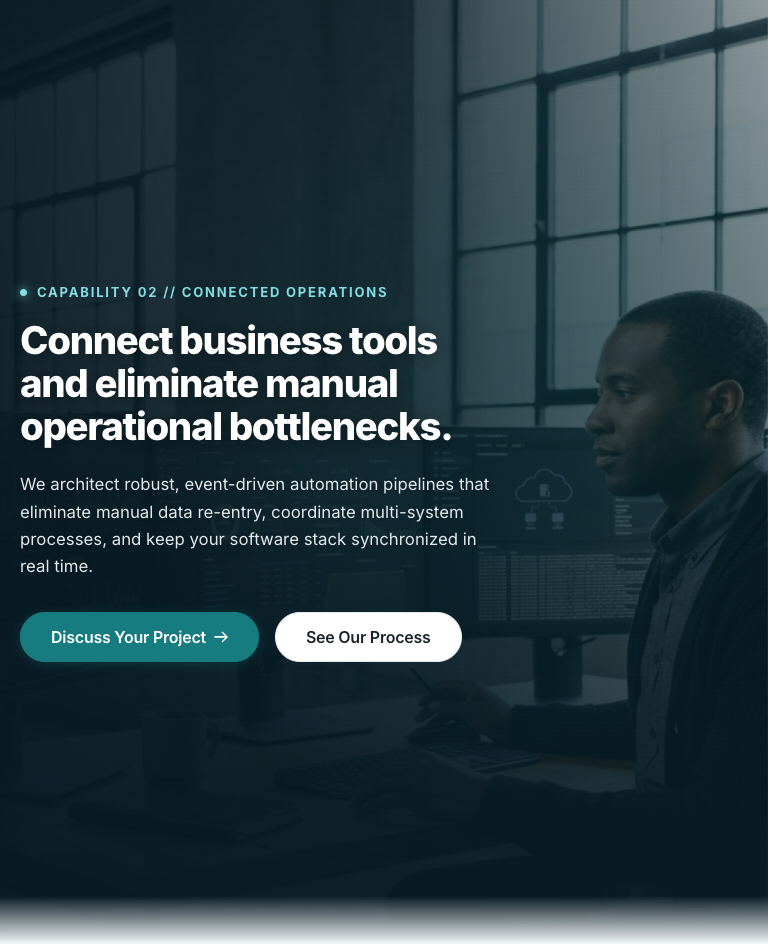 CAPABILITY 02 // CONNECTED OPERATIONS
Connect business tools
and eliminate manual
operational bottlenecks.
We architect robust, event-driven automation pipelines that
eliminate manual data re-entry, coordinate multi-system
processes, and keep your software stack synchronized in
real time.
Discuss Your Project →
See Our Process